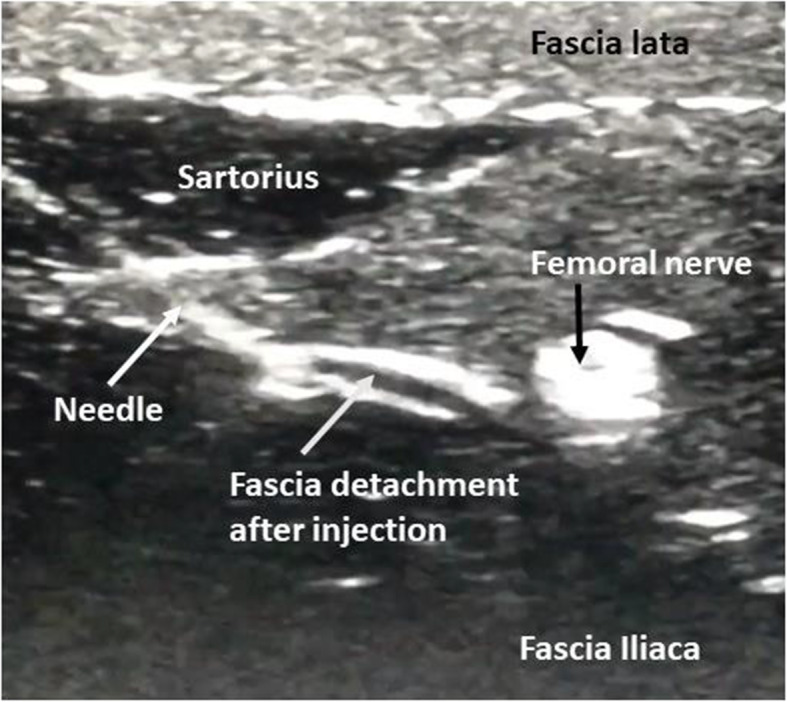 Fascia lata
Sartorius
Femoral nerve
Needle
Fascia detachment
after injection
Fascia Iliaca